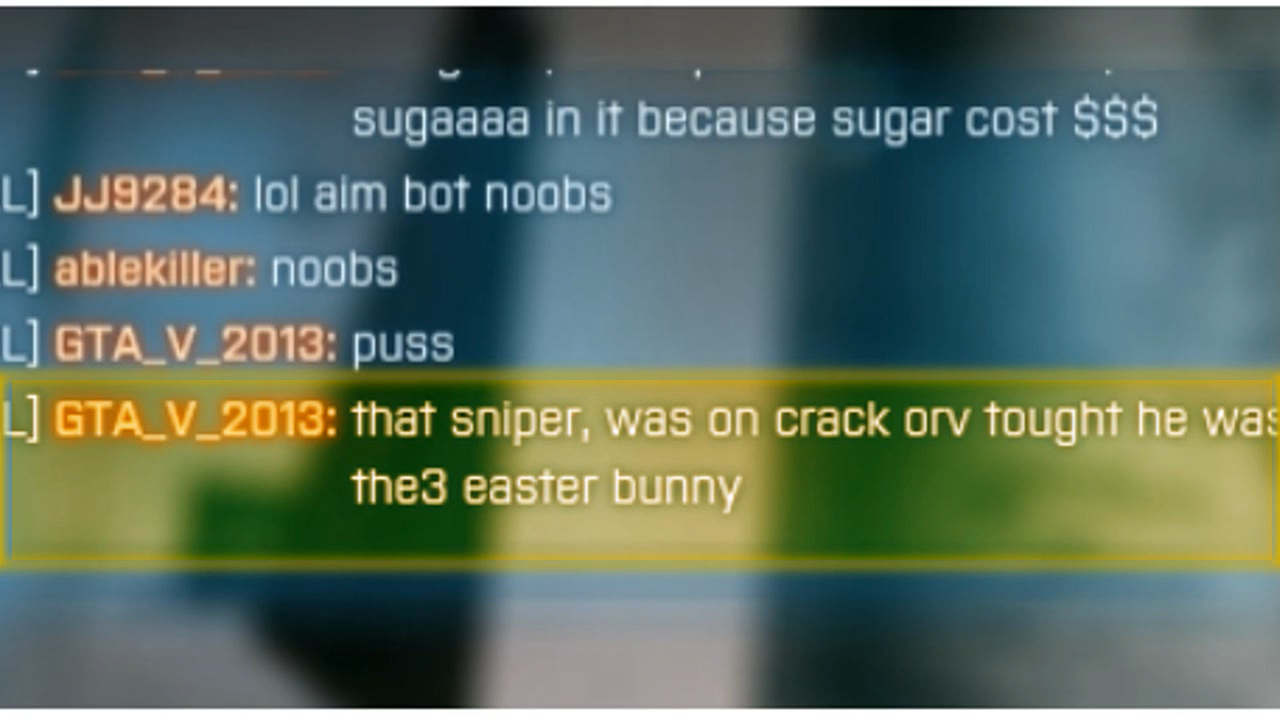 sugaaaa in it because sugar cost $$$
L] JJ9284: lol aim bot noobs
L] ablekiller: noobs
L] GTA_V_2013: puss
L] GTA_V_2013: that sniper, was on crack orv tought he was
the3 easter bunny